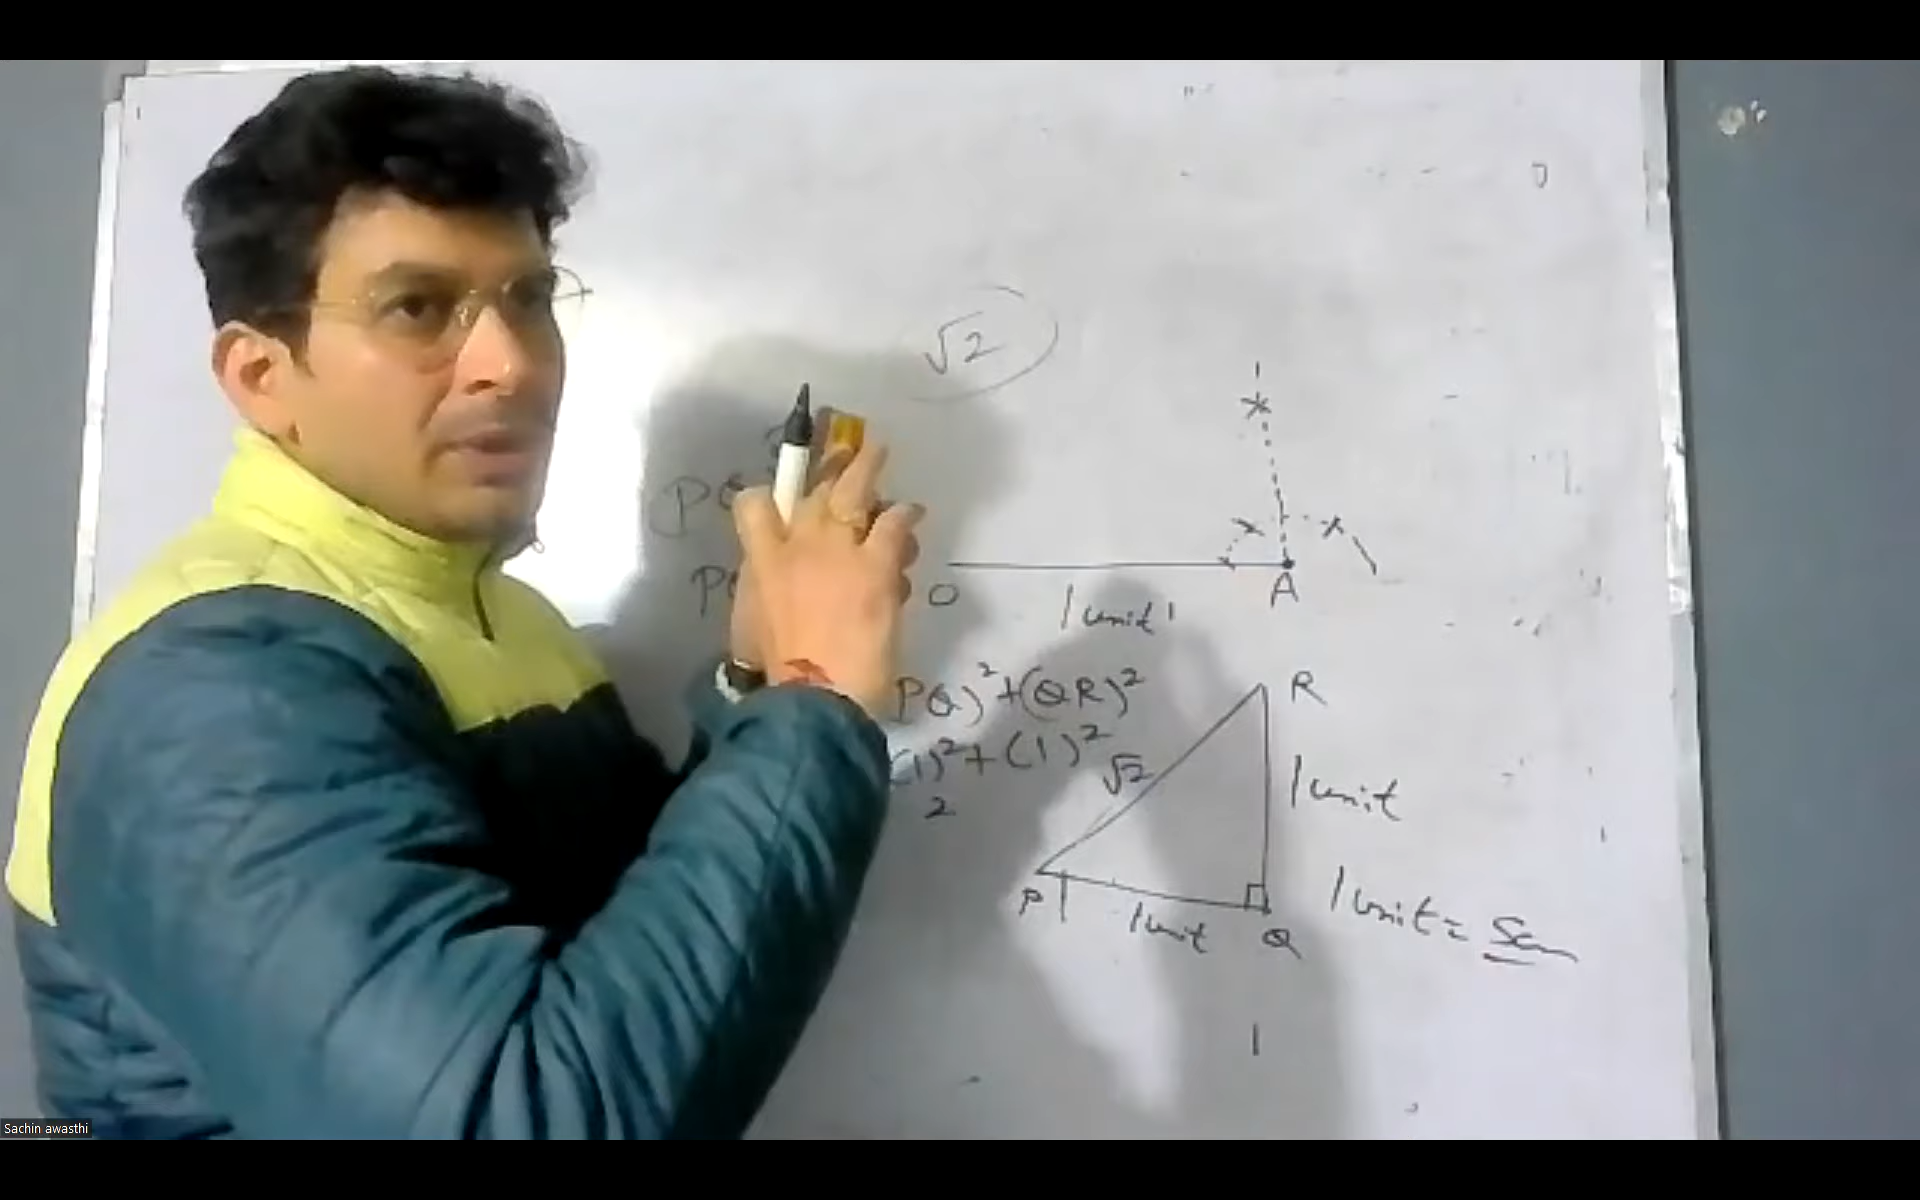 √2
PQ
O
A
1 unit
PQ)² + (QR)²
R
(1)² + (1)²
√2
1 unit
2
P
1 unit
Q
1 unit = 5cm
Sachin awasthi